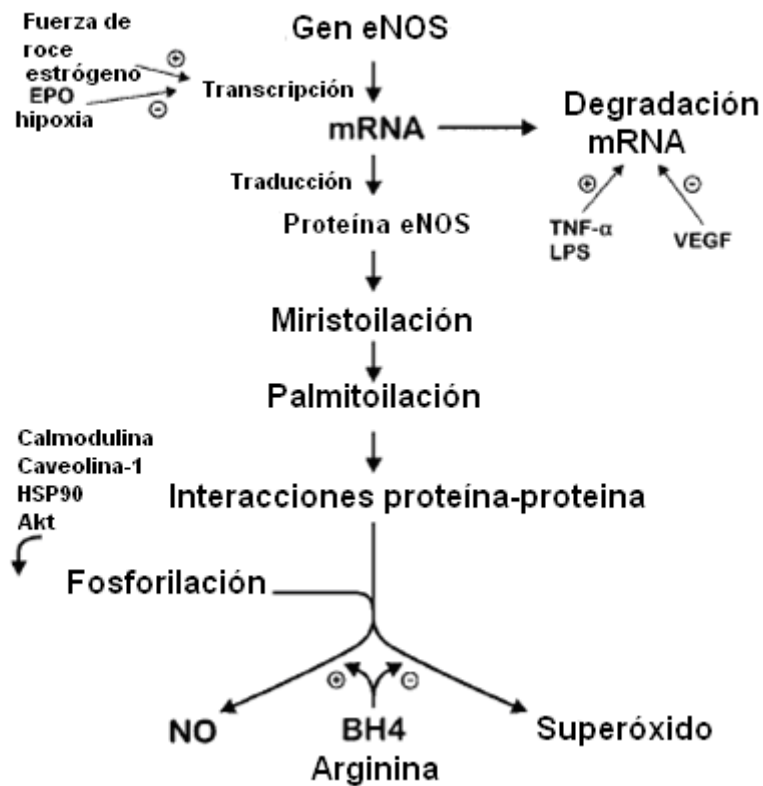 Fuerza de
roce
estrógeno
EPO
hipoxia
⊕
⊖
Gen eNOS
Transcripción
mRNA
Degradación
mRNA
⊕
⊖
TNF-α
LPS
VEGF
Traducción
Proteína eNOS
Miristoilación
Palmitoilación
Calmodulina
Caveolina-1
HSP90
Akt
Interacciones proteína-proteina
Fosforilación
⊕
⊖
NO
BH4
Arginina
Superóxido